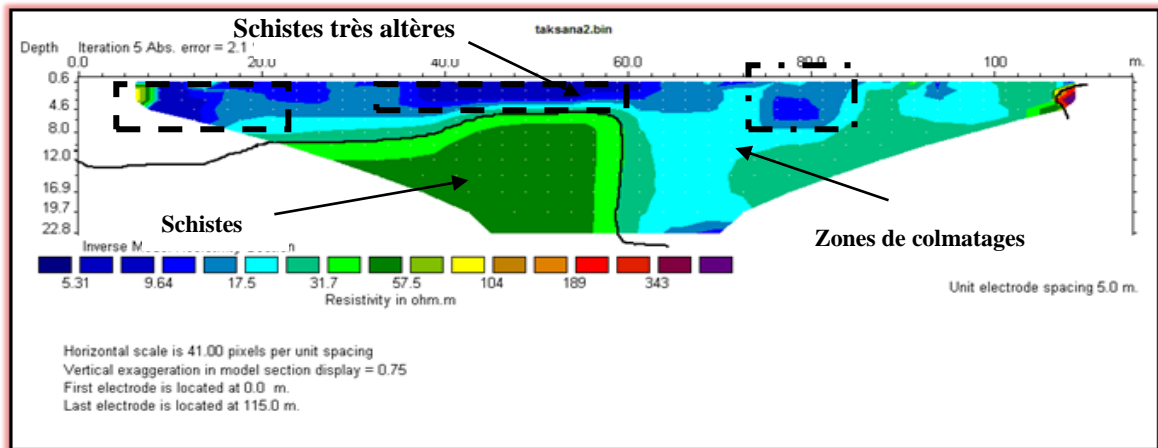 Schistes très altères
taksana2.bin
Depth Iteration 5 Abs. error = 2.1
0.0 20.0 40.0 60.0 80.0 100 m.
0.6
4.6
8.0
12.0
16.9
19.7
22.8
Schistes
Zones de colmatages
Inverse
5.31 9.64 17.5 31.7 57.5 104 189 343
Resistivity in ohm.m
Unit electrode spacing 5.0 m.
Horizontal scale is 41.00 pixels per unit spacing
Vertical exaggeration in model section display = 0.75
First electrode is located at 0.0 m.
Last electrode is located at 115.0 m.